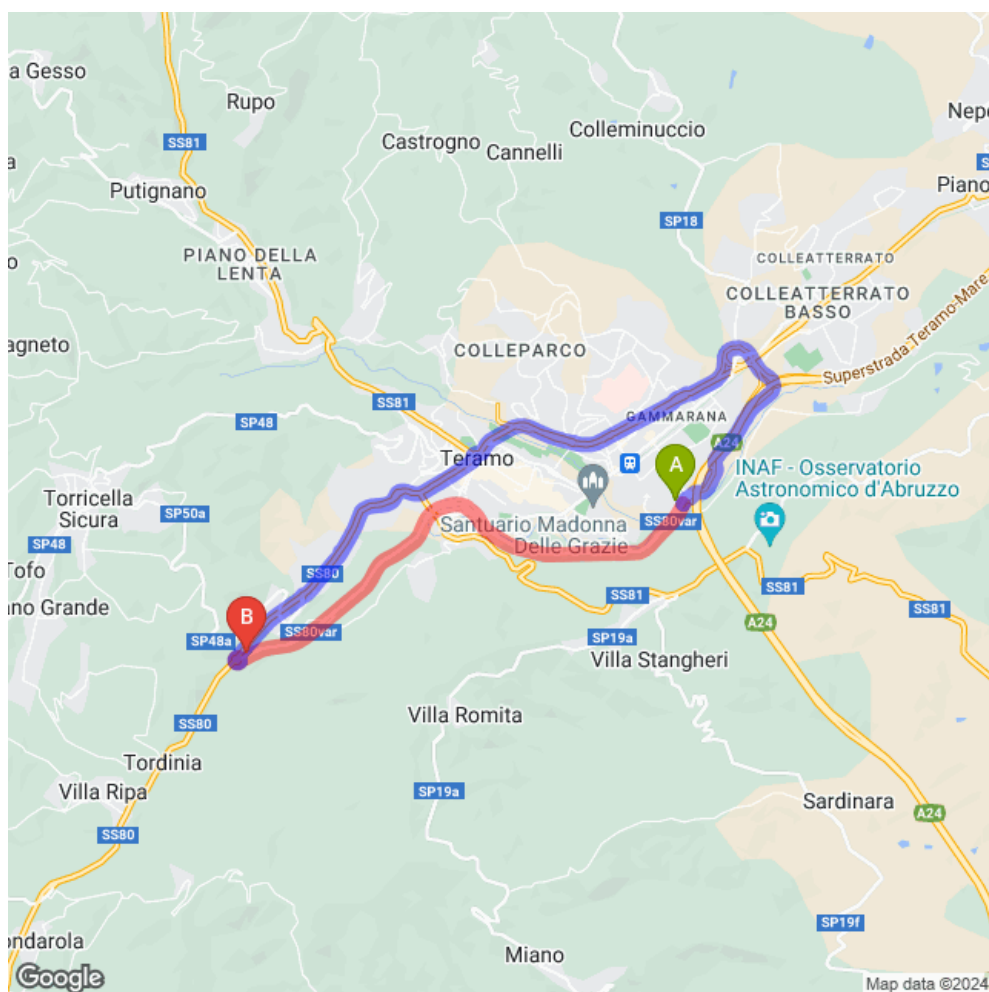 a Gesso
Rupo
Colleminuccio
Castrogno
Cannelli
SS81
Putignano
Piano
SP18
PIANO DELLA
LENTA
COLLEATTERRATO
COLLEATTERRATO
BASSO
Superstrada Teramo-Mare
agneto
COLLEPARCO
SS81
GAMMARANA
SP48
A24
Teramo
A
INAF - Osservatorio
Astronomico d'Abruzzo
Torricella
Sicura
SP50a
Santuario Madonna
Delle Grazie
SS80var
SP48
Tofo
SS80
SS81
SS81
SS81
ano Grande
B
SP48a
SS80var
SP19a
A24
Villa Stangheri
SS80
Villa Romita
Tordinia
Villa Ripa
SP19a
Sardinara
A24
SS80
SP19f
ondarola
Miano
Google
Map data ©2024